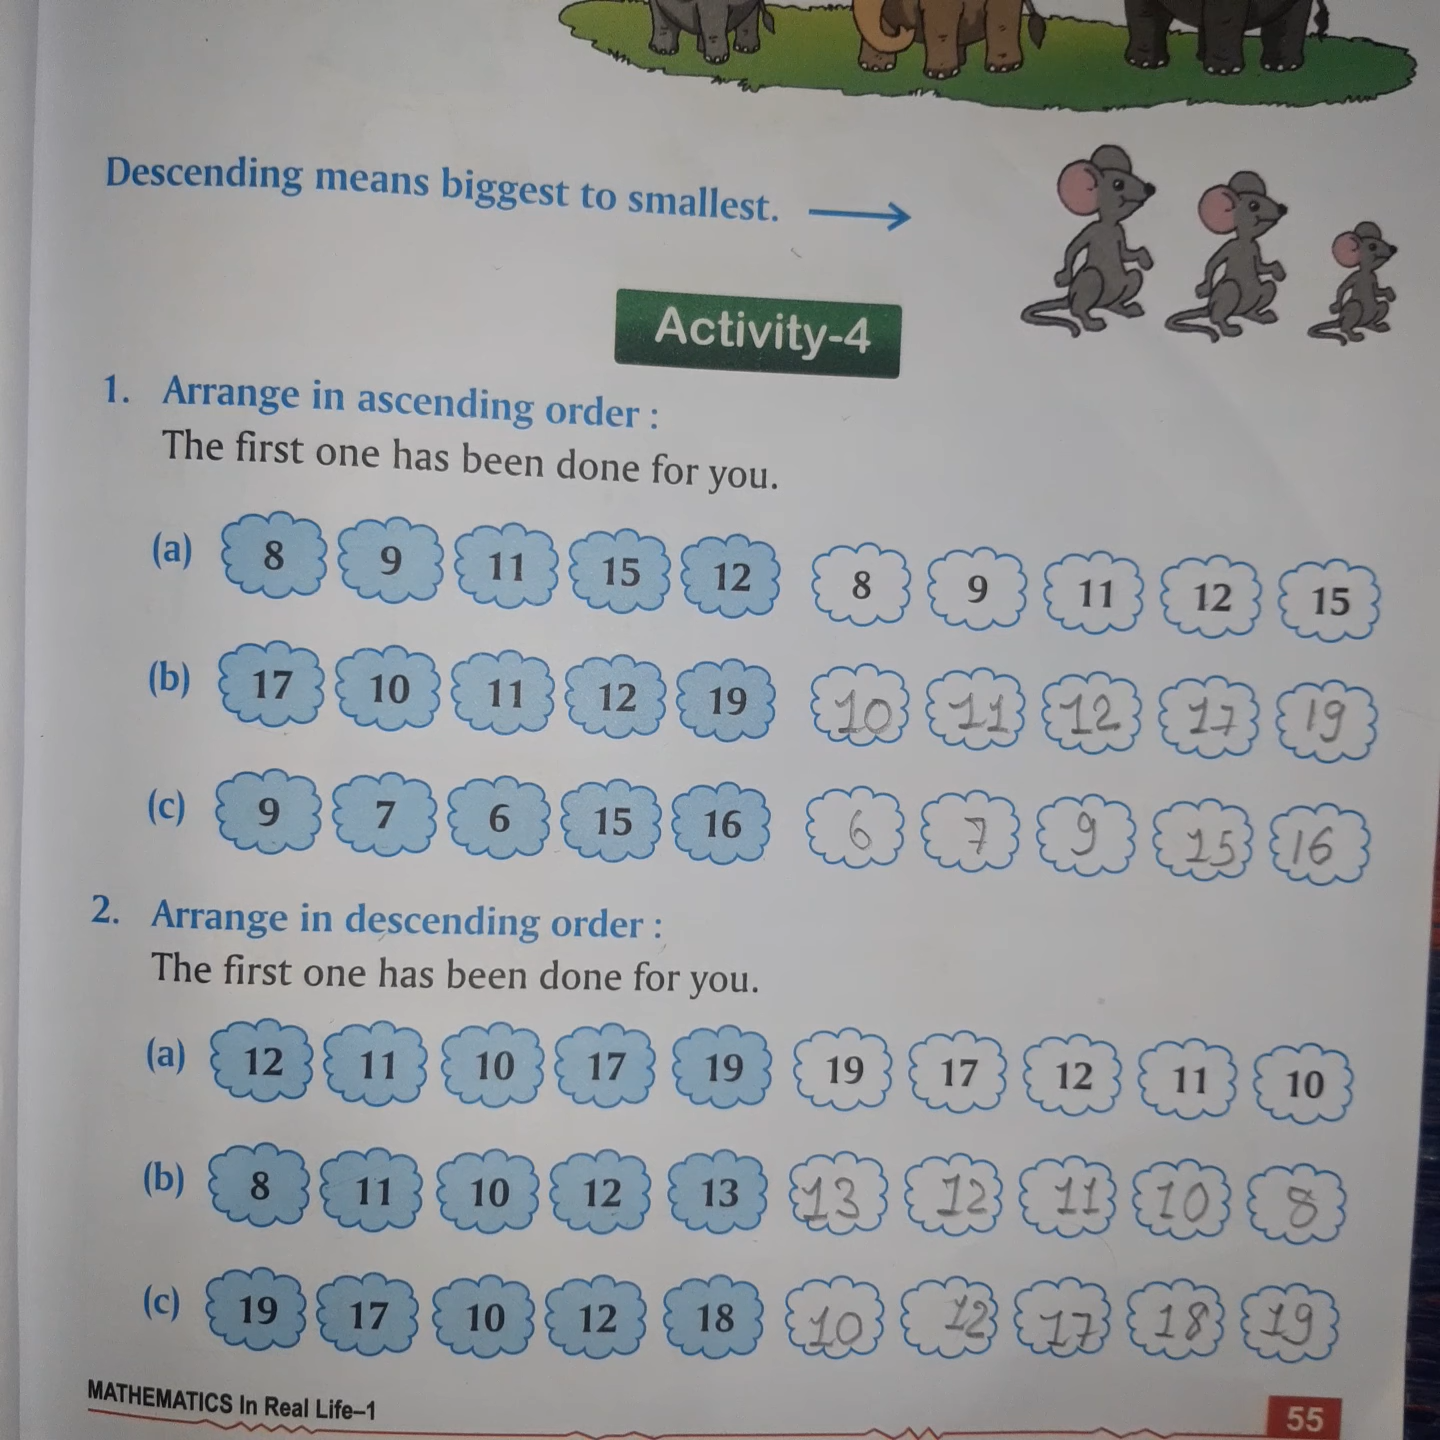 Descending means biggest to smallest.
Activity-4
1. Arrange in ascending order :
The first one has been done for you.
(a) 8 9 11 15 12 8 9 11 12 15
(b) 17 10 11 12 19 10 11 12 17 19
(c) 9 7 6 15 16 6 7 9 15 16
2. Arrange in descending order :
The first one has been done for you.
(a) 12 11 10 17 19 19 17 12 11 10
(b) 8 11 10 12 13 13 12 11 10 8
(c) 19 17 10 12 18 10 12 17 18 19
MATHEMATICS In Real Life–1
55